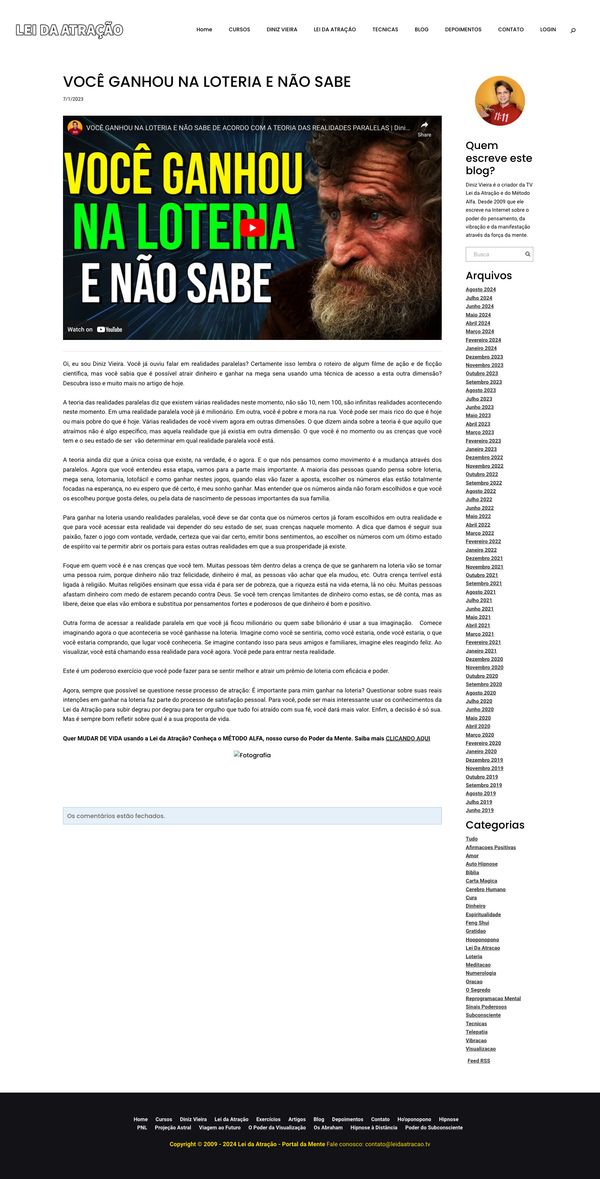 LEI DA ATRAÇÃO
Home CURSOS DINIZ VIEIRA LEI DA ATRAÇÃO TECNICAS BLOG DEPOIMENTOS CONTATO LOGIN
VOCÊ GANHOU NA LOTERIA E NÃO SABE
7/1/2023
VOCÊ GANHOU NA LOTERIA E NÃO SABE DE ACORDO COM A TEORIA DAS REALIDADES PARALELAS | Dini...
Share
VOCÊ GANHOU
NA LOTERIA
E NÃO SABE
Watch on YouTube
Oi, eu sou Diniz Vieira. Você já ouviu falar em realidades paralelas? Certamente isso lembra o roteiro de algum filme de ação e de ficção
científica, mas você sabia que é possível atrair dinheiro e ganhar na mega sena usando uma técnica de acesso a esta outra dimensão?
Descubra isso e muito mais no artigo de hoje.
A teoria das realidades paralelas diz que existem várias realidades neste momento, não são 10, nem 100, são infinitas realidades acontecendo
neste momento. Em uma realidade paralela você já é milionário. Em outra, você é pobre e mora na rua. Você pode ser mais rico do que é hoje
ou mais pobre do que é hoje. Várias realidades de você vivem agora em outras dimensões. O que dizem ainda sobre a teoria é que aquilo que
atraímos não é algo específico, mas aquela realidade que já existia em outra dimensão. O que você é no momento ou as crenças que você
tem e o seu estado de ser vão determinar em qual realidade paralela você está.
A teoria ainda diz que a única coisa que existe, na verdade, é o agora. E o que nós pensamos como movimento é a mudança através dos
paralelos. Agora que você entendeu essa etapa, vamos para a parte mais importante. A maioria das pessoas quando pensa sobre loteria,
mega sena, lotomania, lotofácil e como ganhar nestes jogos, quando elas vão fazer a aposta, escolher os números elas estão totalmente
focadas na esperança, no eu espero que dê certo, é meu sonho ganhar. Mas entender que os números ainda não foram escolhidos e que você
os escolheu porque gosta deles, ou pela data de nascimento de pessoas importantes da sua família.
Para ganhar na loteria usando realidades paralelas, você deve se dar conta que os números certos já foram escolhidos em outra realidade e
que para você acessar esta realidade vai depender do seu estado de ser, suas crenças naquele momento. A dica que damos é seguir sua
paixão, fazer o jogo com vontade, verdade, certeza que vai dar certo, emitir bons sentimentos, ao escolher os números com um ótimo estado
de espírito vai te permitir abrir os portais para estas outras realidades em que a sua prosperidade já existe.
Foque em quem você é e nas crenças que você tem. Muitas pessoas têm dentro delas a crença de que se ganharem na loteria vão se tornar
uma pessoa ruim, porque dinheiro não traz felicidade, dinheiro é mal, as pessoas vão achar que ela mudou, etc. Outra crença terrível está
ligada à religião. Muitas religiões ensinam que essa vida é para ser de pobreza, que a riqueza está na vida eterna, lá no céu. Muitas pessoas
afastam dinheiro com medo de estarem pecando contra Deus. Se você tem crenças limitantes de dinheiro como estas, se dê conta, mas as
libere, deixe que elas vão embora e substitua por pensamentos fortes e poderosos de que dinheiro é bom e positivo.
Outra forma de acessar a realidade paralela em que você já ficou milionário ou quem sabe bilionário é usar a sua imaginação. Comece
imaginando agora o que aconteceria se você ganhasse na loteria. Imagine como você se sentiria, como você estaria, onde você estaria, o que
você estaria comprando, que lugar você conheceria. Se imagine contando isso para seus amigos e familiares, imagine eles reagindo feliz. Ao
visualizar, você está chamando essa realidade para você agora. Você pede para entrar nesta realidade.
Este é um poderoso exercício que você pode fazer para se sentir melhor e atrair um prêmio de loteria com eficácia e poder.
Agora, sempre que possível se questione nesse processo de atração: É importante para mim ganhar na loteria? Questionar sobre suas reais
intenções em ganhar na loteria faz parte do processo de satisfação pessoal. Para você, pode ser mais interessante usar os conhecimentos da
Lei da Atração para subir degrau por degrau para ter orgulho que tudo foi atraído com sua fé, você dará mais valor. Enfim, a decisão é só sua.
Mas é sempre bom refletir sobre qual é a sua proposta de vida.
Quer MUDAR DE VIDA usando a Lei da Atração? Conheça o MÉTODO ALFA, nosso curso do Poder da Mente. Saiba mais CLICANDO AQUI
Fotografia
Os comentários estão fechados.
11:11
Quem
escreve este
blog?
Diniz Vieira é o criador da TV
Lei da Atração e do Método
Alfa. Desde 2009 que ele
escreve na Internet sobre o
poder do pensamento, da
vibração e da manifestação
através da força da mente.
Busca
Arquivos
Agosto 2024
Julho 2024
Junho 2024
Maio 2024
Abril 2024
Março 2024
Fevereiro 2024
Janeiro 2024
Dezembro 2023
Novembro 2023
Outubro 2023
Setembro 2023
Agosto 2023
Julho 2023
Junho 2023
Maio 2023
Abril 2023
Março 2023
Fevereiro 2023
Janeiro 2023
Dezembro 2022
Novembro 2022
Outubro 2022
Setembro 2022
Agosto 2022
Julho 2022
Junho 2022
Maio 2022
Abril 2022
Março 2022
Fevereiro 2022
Janeiro 2022
Dezembro 2021
Novembro 2021
Outubro 2021
Setembro 2021
Agosto 2021
Julho 2021
Junho 2021
Maio 2021
Abril 2021
Março 2021
Fevereiro 2021
Janeiro 2021
Dezembro 2020
Novembro 2020
Outubro 2020
Setembro 2020
Agosto 2020
Julho 2020
Junho 2020
Maio 2020
Abril 2020
Março 2020
Fevereiro 2020
Janeiro 2020
Dezembro 2019
Novembro 2019
Outubro 2019
Setembro 2019
Agosto 2019
Julho 2019
Junho 2019
Categorias
Tudo
Afirmacoes Positivas
Amor
Auto Hipnose
Biblia
Carta Magica
Cerebro Humano
Cura
Dinheiro
Espiritualidade
Feng Shui
Gratidao
Hooponopono
Lei Da Atracao
Loteria
Meditacao
Numerologia
Oracao
O Segredo
Reprogramacao Mental
Sinais Poderosos
Subconsciente
Tecnicas
Telepatia
Vibracao
Visualizacao
Feed RSS
Home Cursos Diniz Vieira Lei da Atração Exercícios Artigos Blog Depoimentos Contato Ho'oponopono Hipnose
PNL Projeção Astral Viagem ao Futuro O Poder da Visualização Os Abraham Hipnose à Distância Poder do Subconsciente
Copyright © 2009 - 2024 Lei da Atração - Portal da Mente Fale conosco: contato@leidaatracao.tv